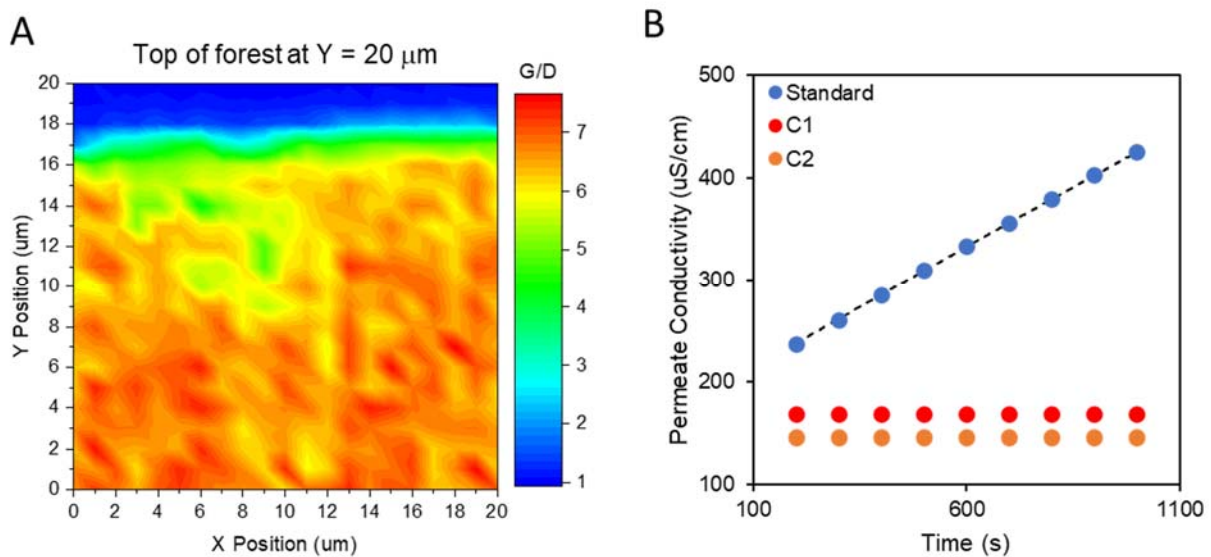 A
Top of forest at Y = 20 μm
G/D
20
18
16
14
12
10
8
6
4
2
0
Y Position (um)
0 2 4 6 8 10 12 14 16 18 20
X Position (um)
7
6
5
4
3
2
1
B
500
400
300
200
100
Permeate Conductivity (uS/cm)
Standard
C1
C2
100 600 1100
Time (s)